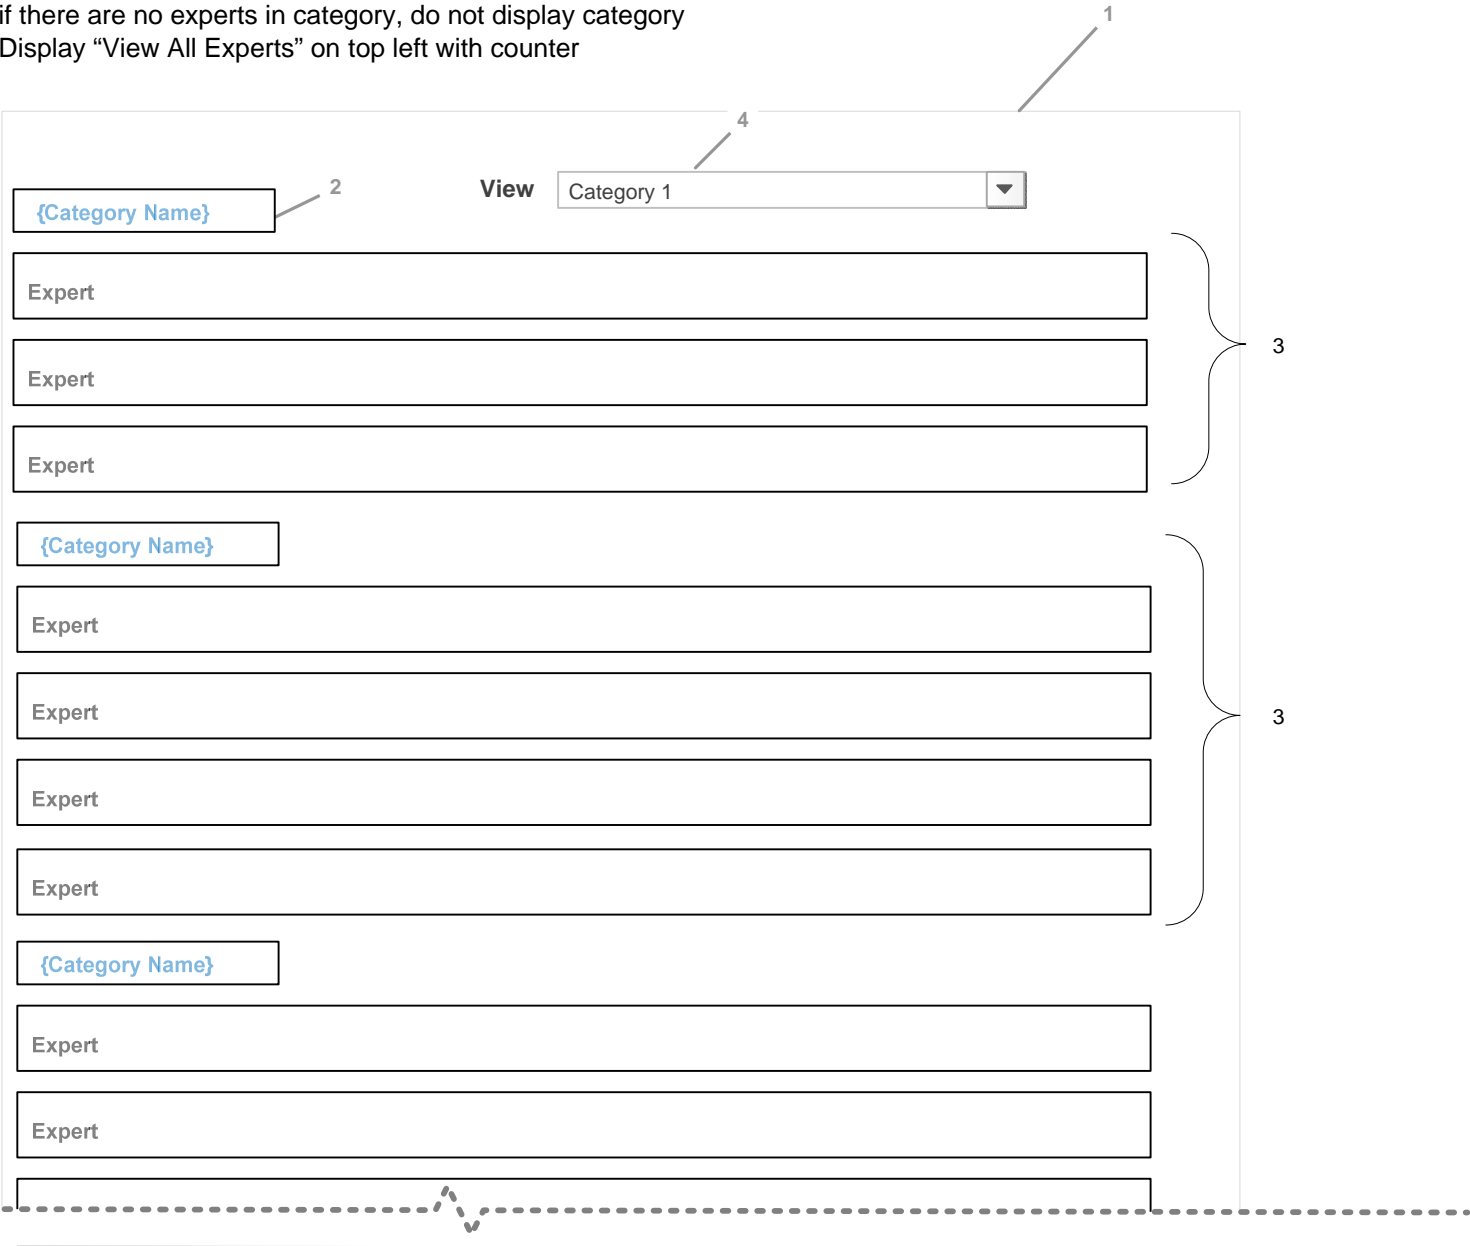 if there are no experts in category, do not display category
Display “View All Experts” on top left with counter
1
4
2
View
Category 1
{Category Name}
Expert
3
Expert
Expert
{Category Name}
Expert
Expert
3
Expert
Expert
{Category Name}
Expert
Expert